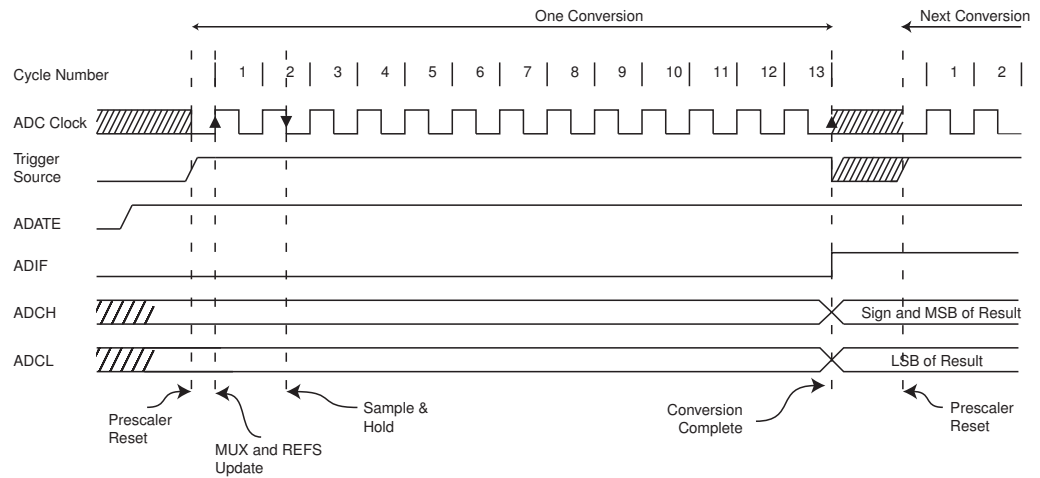 One Conversion
Next Conversion
Cycle Number
1 2 3 4 5 6 7 8 9 10 11 12 13 1 2
ADC Clock
Trigger
Source
ADATE
ADIF
ADCH
Sign and MSB of Result
ADCL
LSB of Result
Prescaler
Reset
MUX and REFS
Update
Sample &
Hold
Conversion
Complete
Prescaler
Reset